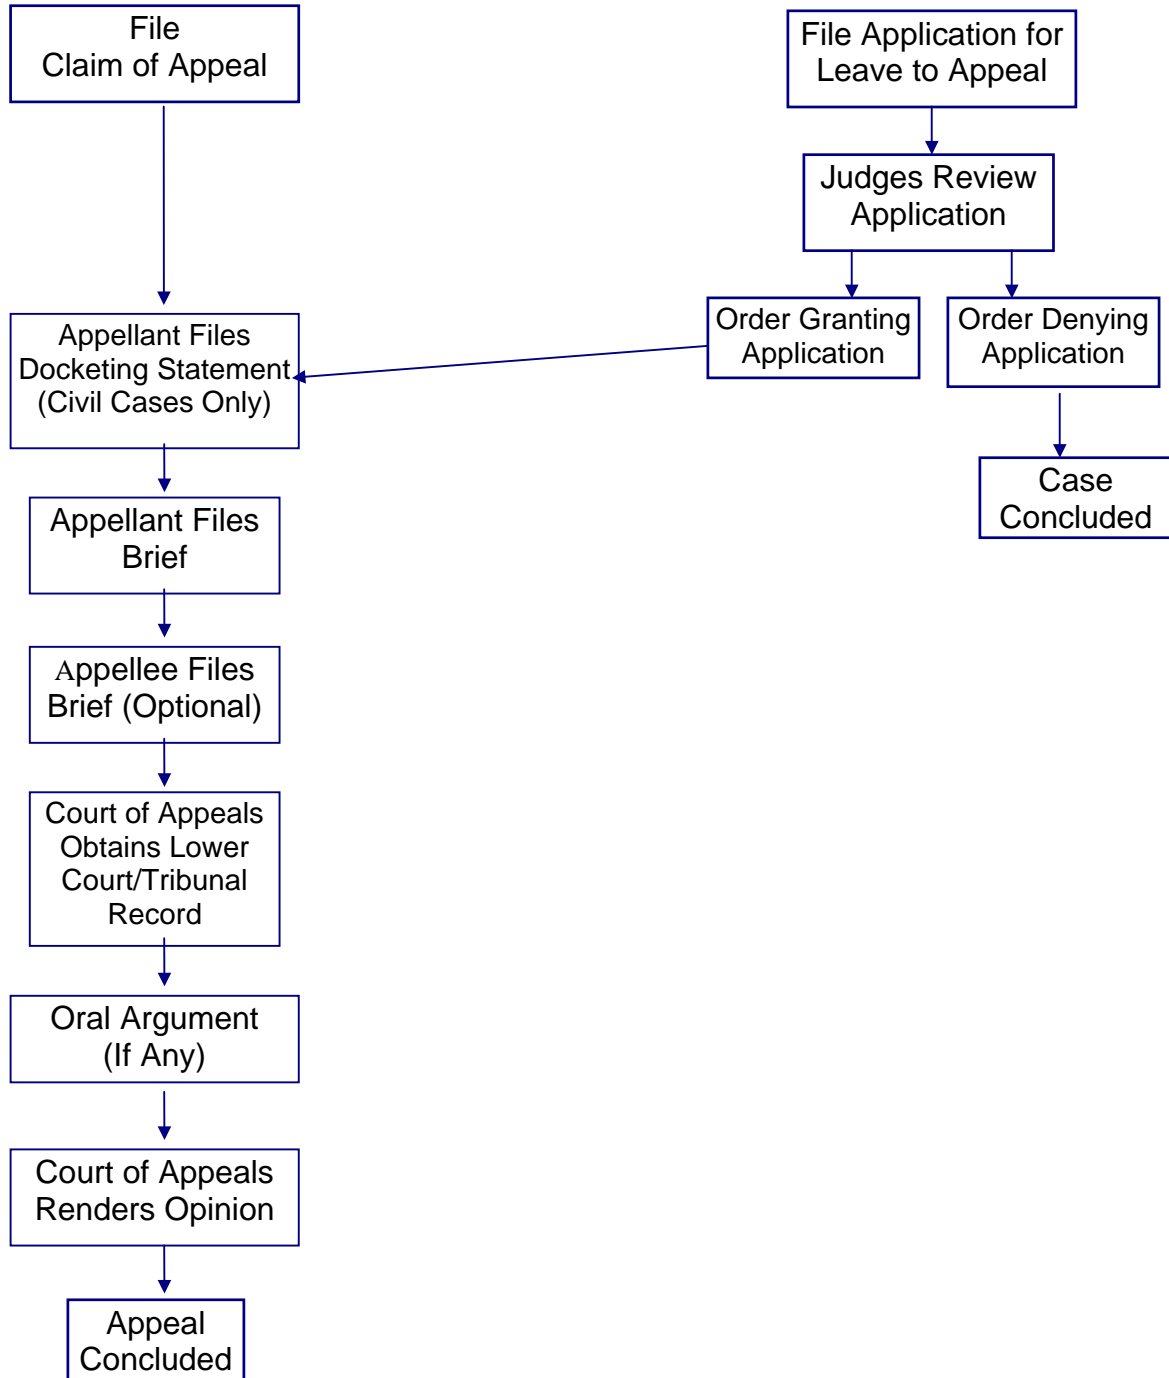 File
Claim of Appeal
File Application for
Leave to Appeal
Judges Review
Application
Order Granting
Application
Order Denying
Application
Case
Concluded
Appellant Files
Docketing Statement
(Civil Cases Only)
Appellant Files
Brief
Appellee Files
Brief (Optional)
Court of Appeals
Obtains Lower
Court/Tribunal
Record
Oral Argument
(If Any)
Court of Appeals
Renders Opinion
Appeal
Concluded